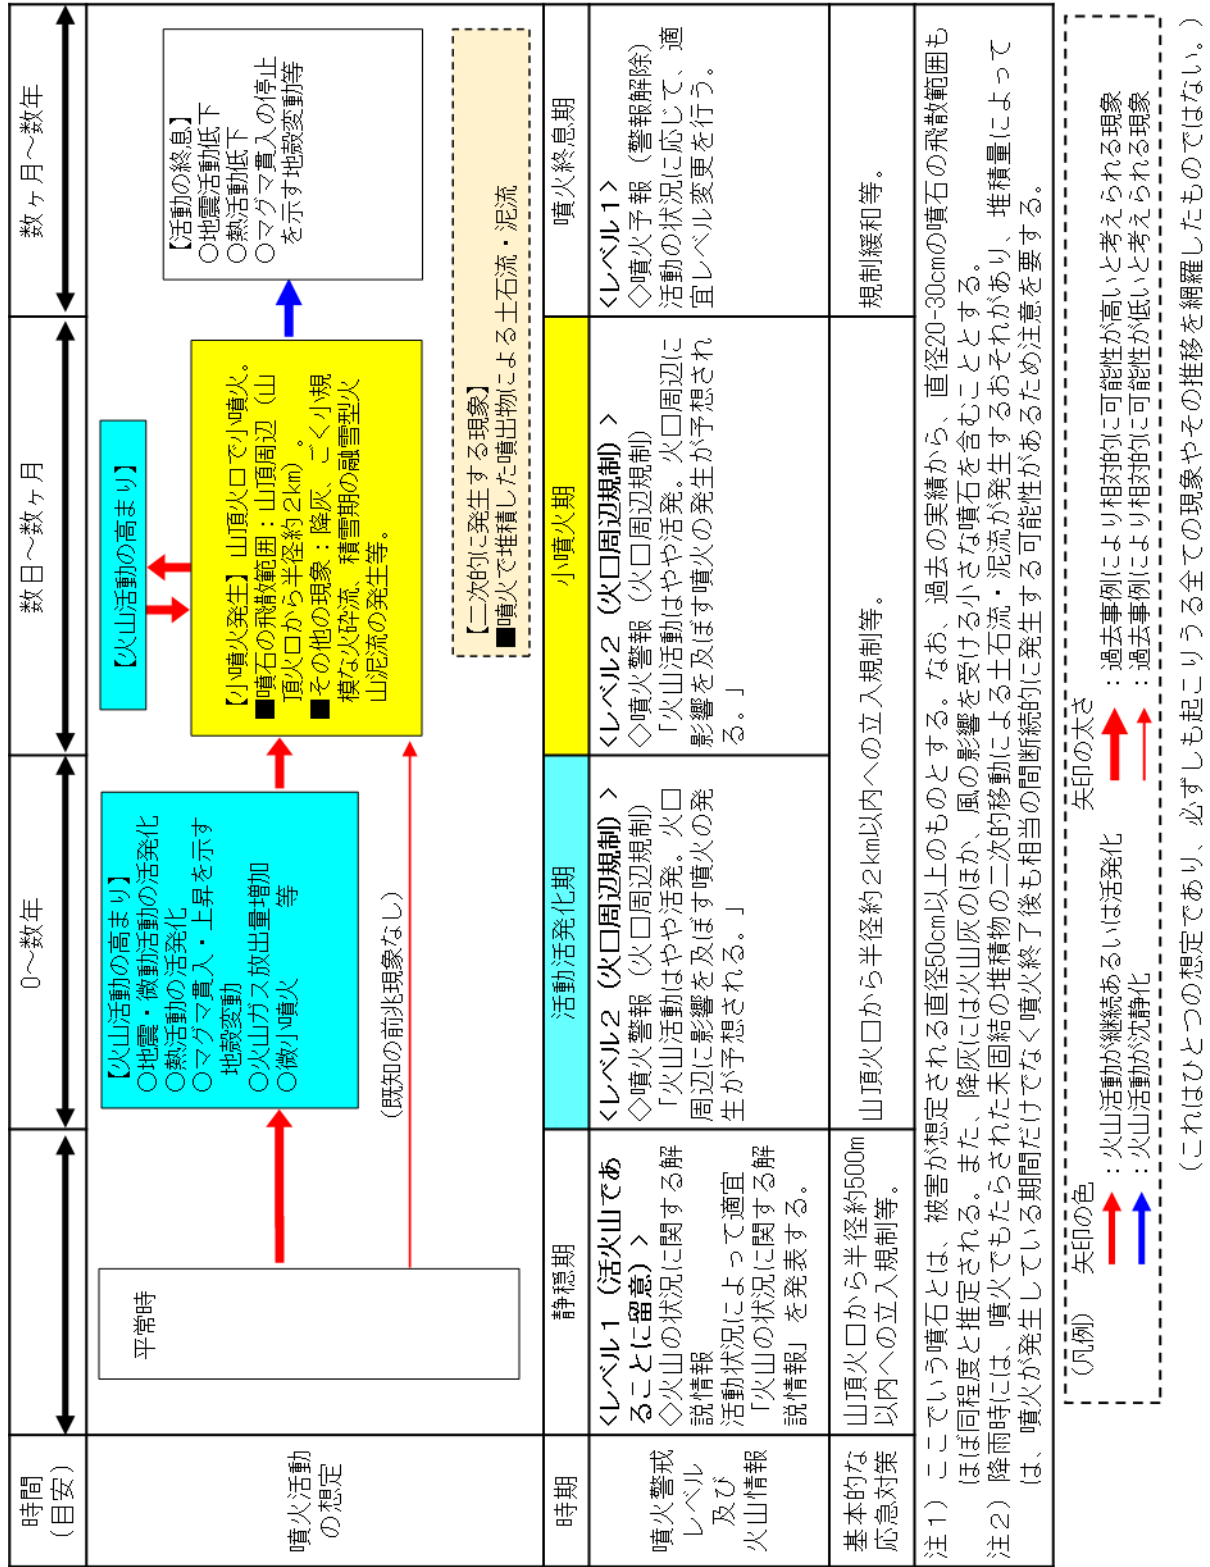 時間
(目安)
0～数年
数日～数ヶ月
数ヶ月～数年
噴火活動
の想定
平常時
【火山活動の高まり】
○地震・微動活動の活発化
○熱活動の活発化
○マグマ貫入・上昇を示す
地殻変動
○火山ガス放出量増加
○微小噴火　　等
(既知の前兆現象なし)
【火山活動の高まり】
【小噴火発生】山頂火口で小噴火。
■噴石の飛散範囲：山頂周辺（山
頂火口から半径約2km）。
■その他の現象：降灰、ごく小規
模な火砕流、積雪期の融雪型火
山泥流の発生等。
【活動の終息】
○地震活動低下
○熱活動低下
○マグマ貫入の停止
を示す地殻変動等
【二次的に発生する現象】
■噴火で堆積した噴出物による土石流・泥流
時期
静穏期
活動活発化期
小噴火期
噴火終息期
噴火警戒
レベル
及び
火山情報
<レベル1（活火山であ
ることに留意）>
◇火山の状況に関する解
説情報
活動状況によって適宜
「火山の状況に関する解
説情報」を発表する。
<レベル2（火口周辺規制）>
◇噴火警報（火口周辺規制）
「火山活動はやや活発。火口
周辺に影響を及ぼす噴火の発
生が予想される。」
<レベル2（火口周辺規制）>
◇噴火警報（火口周辺規制）
「火山活動はやや活発。火口周辺に
影響を及ぼす噴火の発生が予想され
る。」
<レベル1>
◇噴火予報（警報解除）
活動の状況に応じて、適
宜レベル変更を行う。
基本的な
応急対策
山頂火口から半径約500m
以内への立入規制等。
山頂火口から半径約2km以内への立入規制等。
規制緩和等。
注1）ここでいう噴石とは、被害が想定される直径50cm以上のものとする。なお、過去の実績から、直径20-30cmの噴石の飛散範囲も
ほぼ同程度と推定される。また、降灰には火山灰のほか、風の影響を受ける小さな噴石を含むこととする。
注2）降雨時には、噴火でもたらされた未固結の堆積物の二次的移動による土石流・泥流が発生するおそれがあり、堆積量によって
は、噴火が発生している期間だけでなく噴火終了後も相当の間断続的に発生する可能性があるため注意を要する。
(凡例)　矢印の色　矢印の太さ
：火山活動が継続あるいは活発化　：過去事例により相対的に可能性が高いと考えられる現象
：火山活動が沈静化　：過去事例により相対的に可能性が低いと考えられる現象
（これはひとつの想定であり、必ずしも起こりうる全ての現象やその推移を網羅したものではない。）